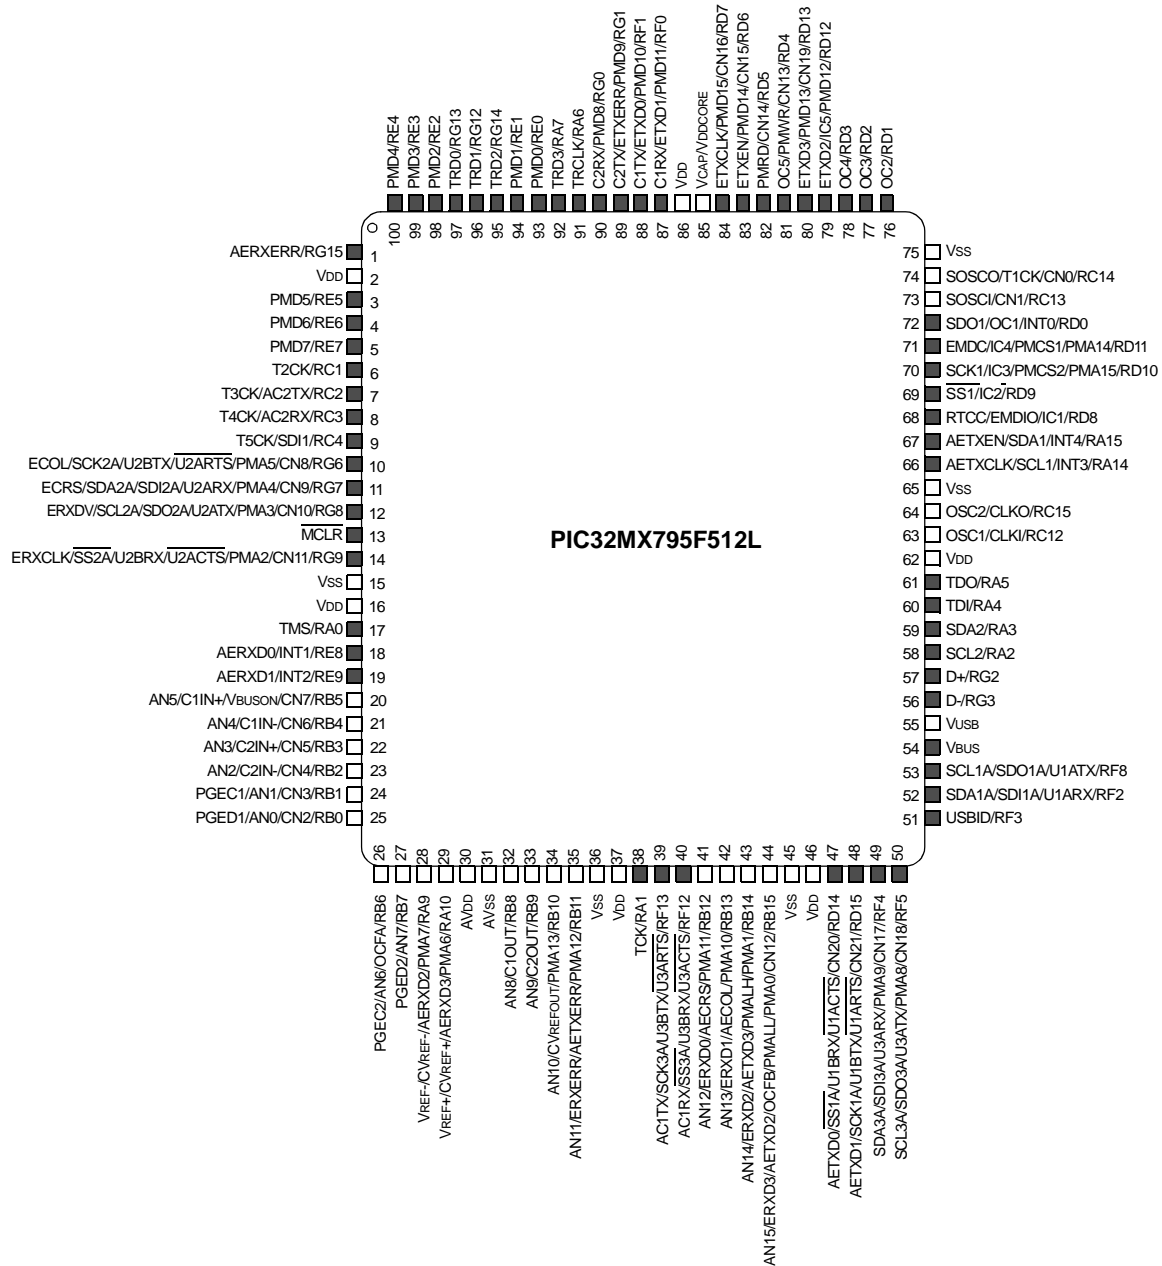 PMD4/RE4
PMD3/RE3
PMD2/RE2
TRD0/RG13
TRD1/RG12
TRD2/RG14
PMD1/RE1
PMD0/RE0
TRD3/RA7
TRCLK/RA6
C2RX/PMD8/RG0
C2TX/ETXERR/PMD9/RG1
C1TX/ETXD0/PMD10/RF1
C1RX/ETXD1/PMD11/RF0
VDD
VCAP/VDDCORE
ETXCLK/PMD15/CN16/RD7
ETXEN/PMD14/CN15/RD6
PMRD/CN14/RD5
OC5/PMWR/CN13/RD4
ETXD3/PMD13/CN19/RD13
ETXD2/IC5/PMD12/RD12
OC4/RD3
OC3/RD2
OC2/RD1
100
99
98
97
96
95
94
93
92
91
90
89
88
87
86
85
84
83
82
81
80
79
78
77
76
AERXERR/RG15 1
VDD 2
PMD5/RE5 3
PMD6/RE6 4
PMD7/RE7 5
T2CK/RC1 6
T3CK/AC2TX/RC2 7
T4CK/AC2RX/RC3 8
T5CK/SDI1/RC4 9
ECOL/SCK2A/U2BTX/U2ARTS/PMA5/CN8/RG6 10
ECRS/SDA2A/SDI2A/U2ARX/PMA4/CN9/RG7 11
ERXDV/SCL2A/SDO2A/U2ATX/PMA3/CN10/RG8 12
MCLR 13
ERXCLK/SS2A/U2BRX/U2ACTS/PMA2/CN11/RG9 14
VSS 15
VDD 16
TMS/RA0 17
AERXD0/INT1/RE8 18
AERXD1/INT2/RE9 19
AN5/C1IN+/VBUSON/CN7/RB5 20
AN4/C1IN-/CN6/RB4 21
AN3/C2IN+/CN5/RB3 22
AN2/C2IN-/CN4/RB2 23
PGEC1/AN1/CN3/RB1 24
PGED1/AN0/CN2/RB0 25
PIC32MX795F512L
75 VSS
74 SOSCO/T1CK/CN0/RC14
73 SOSCI/CN1/RC13
72 SDO1/OC1/INT0/RD0
71 EMDC/IC4/PMCS1/PMA14/RD11
70 SCK1/IC3/PMCS2/PMA15/RD10
69 SS1/IC2/RD9
68 RTCC/EMDIO/IC1/RD8
67 AETXEN/SDA1/INT4/RA15
66 AETXCLK/SCL1/INT3/RA14
65 VSS
64 OSC2/CLKO/RC15
63 OSC1/CLKI/RC12
62 VDD
61 TDO/RA5
60 TDI/RA4
59 SDA2/RA3
58 SCL2/RA2
57 D+/RG2
56 D-/RG3
55 VUSB
54 VBUS
53 SCL1A/SDO1A/U1ATX/RF8
52 SDA1A/SDI1A/U1ARX/RF2
51 USBID/RF3
26
27
28
29
30
31
32
33
34
35
36
37
38
39
40
41
42
43
44
45
46
47
48
49
50
PGEC2/AN6/OCFA/RB6
PGED2/AN7/RB7
VREF-/CVREF-/AERXD2/PMA7/RA9
VREF+/CVREF+/AERXD3/PMA6/RA10
AVDD
AVSS
AN8/C1OUT/RB8
AN9/C2OUT/RB9
AN10/CVREFOUT/PMA13/RB10
AN11/ERXERR/AETXERR/PMA12/RB11
VSS
VDD
TCK/RA1
AC1TX/SCK3A/U3BTX/U3ARTS/RF13
AC1RX/SS3A/U3BRX/U3ACTS/RF12
AN12/ERXD0/AECRS/PMA11/RB12
AN13/ERXD1/AECOL/PMA10/RB13
AN14/ERXD2/AETXD3/PMALH/PMA1/RB14
AN15/ERXD3/AETXD2/OCFB/PMALL/PMA0/CN12/RB15
VSS
VDD
AETXD0/SS1A/U1BRX/U1ACTS/CN20/RD14
AETXD1/SCK1A/U1BTX/U1ARTS/CN21/RD15
SDA3A/SDI3A/U3ARX/PMA9/CN17/RF4
SCL3A/SDO3A/U3ATX/PMA8/CN18/RF5